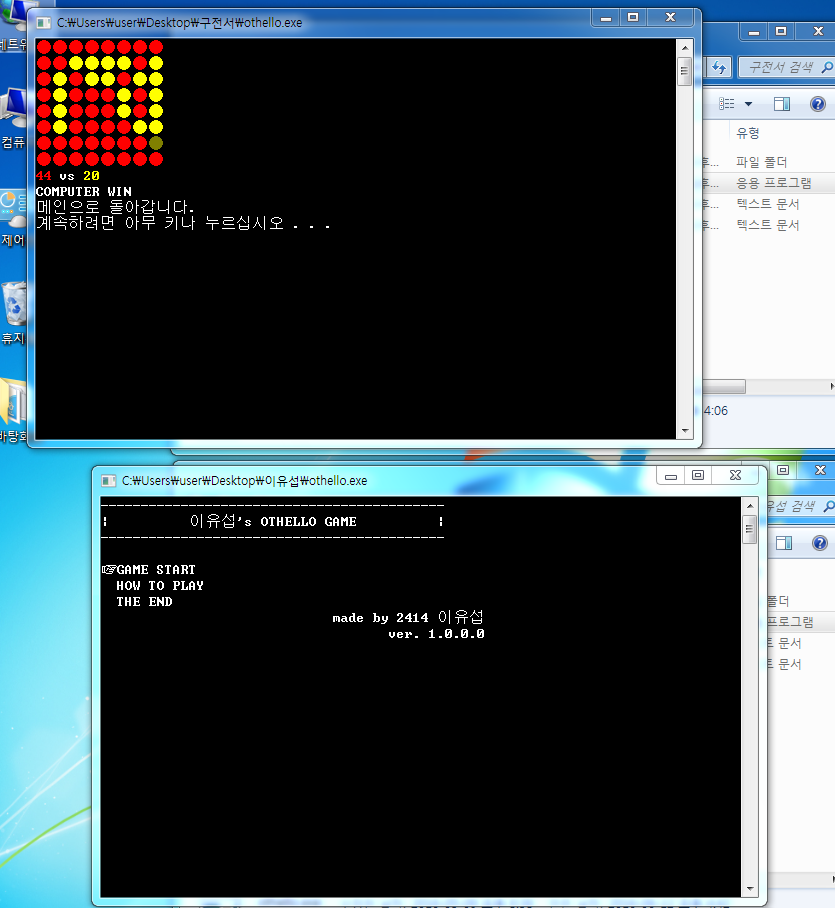 C:₩Users₩user₩Desktop₩구전서₩othello.exe
44 vs 20
COMPUTER WIN
메인으로 돌아갑니다.
계속하려면 아무 키나 누르십시오 . . .
구전서 검색
유형
파일 폴더
응용 프로그램
텍스트 문서
텍스트 문서
4:06
C:₩Users₩user₩Desktop₩이유섭₩othello.exe
이유섭's OTHELLO GAME
☞GAME START
HOW TO PLAY
THE END
made by 2414 이유섭
ver. 1.0.0.0
검색
폴더
프로그램
문서
문서
컴퓨
제어
휴지
바탕화